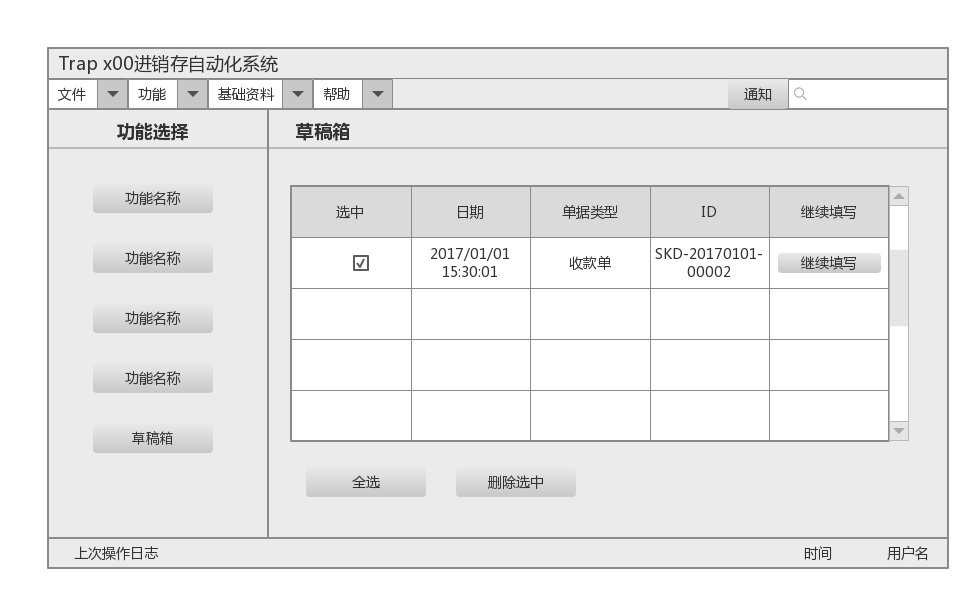 Trap x00进销存自动化系统
文件 功能 基础资料 帮助 通知
功能选择
草稿箱
功能名称
功能名称
功能名称
功能名称
草稿箱
选中 日期 单据类型 ID 继续填写
2017/01/01
15:30:01
收款单
SKD-20170101-
00002
继续填写
全选 删除选中
上次操作日志 时间 用户名